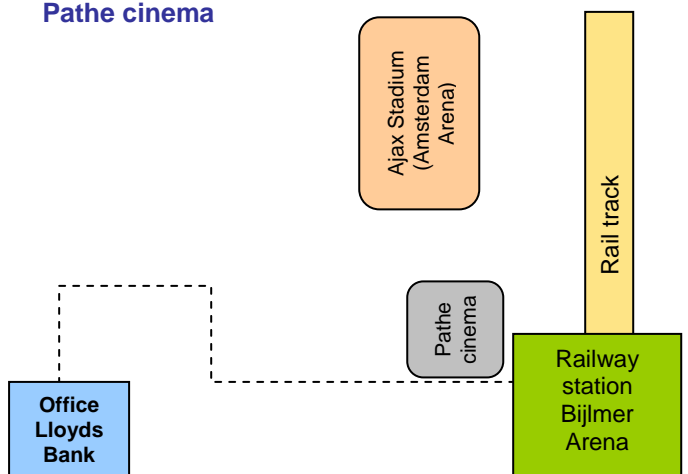 Pathe cinema
Ajax Stadium
(Amsterdam
Arena)
Rail track
Pathe
cinema
Railway
station
Bijlmer
Arena
Office
Lloyds
Bank